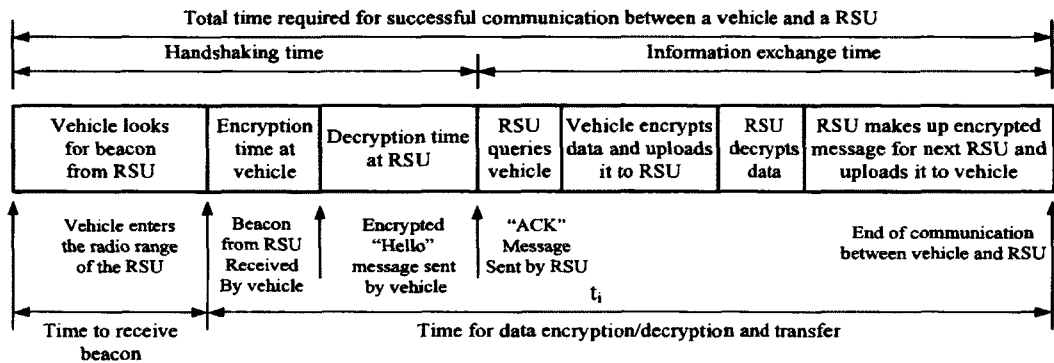 Total time required for successful communication between a vehicle and a RSU
Handshaking time
Information exchange time
Vehicle looks
for beacon
from RSU
Encryption
time at
vehicle
Decryption time
at RSU
RSU
queries
vehicle
Vehicle encrypts
data and uploads
it to RSU
RSU
decrypts
data
RSU makes up encrypted
message for next RSU and
uploads it to vehicle
Vehicle enters
the radio range
of the RSU
Beacon
from RSU
Received
By vehicle
Encrypted
“Hello”
message sent
by vehicle
“ACK”
Message
Sent by RSU
End of communication
between vehicle and RSU
ti
Time to receive
beacon
Time for data encryption/decryption and transfer